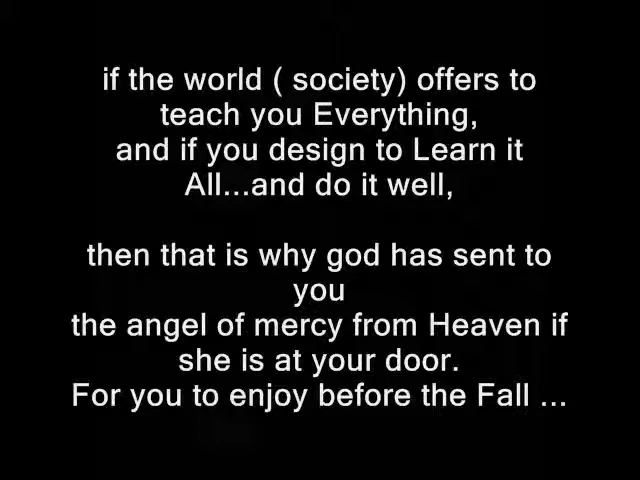 if the world ( society) offers to
teach you Everything,
and if you design to Learn it
All...and do it well,
then that is why god has sent to
you
the angel of mercy from Heaven if
she is at your door.
For you to enjoy before the Fall ...